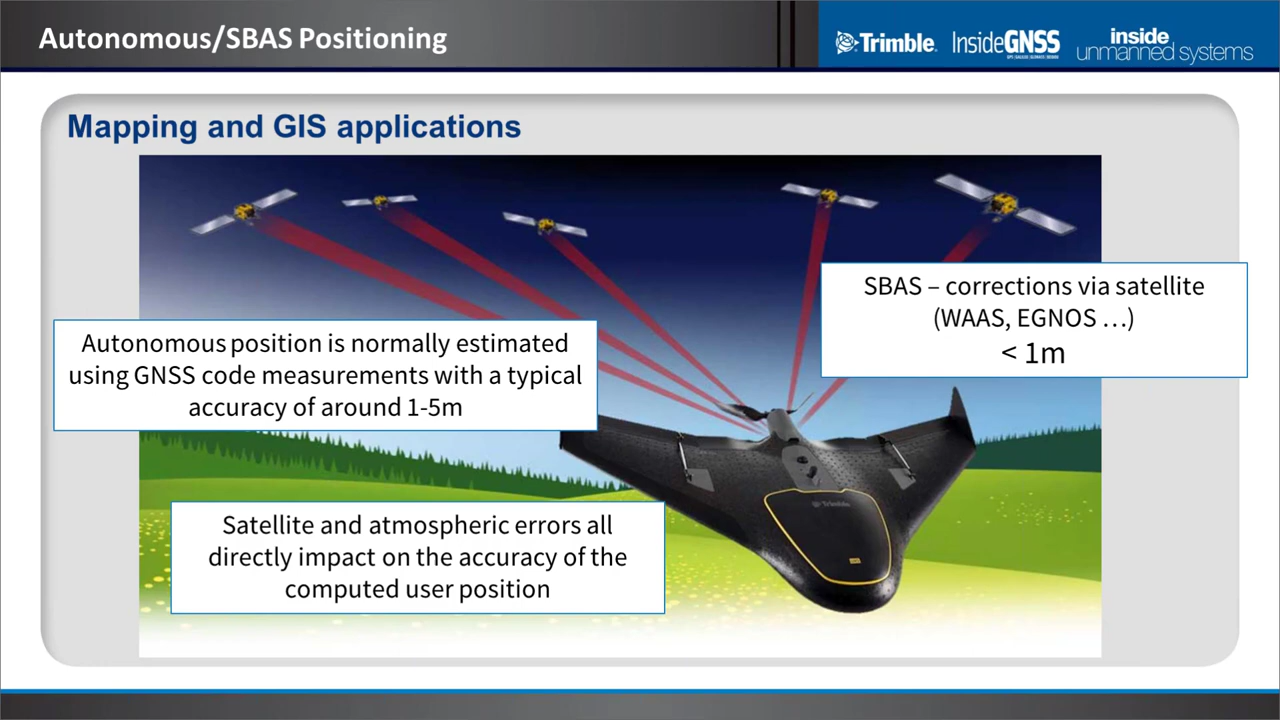 Autonomous/SBAS Positioning
Trimble
InsideGNSS
inside
unmanned systems
Mapping and GIS applications
SBAS – corrections via satellite
(WAAS, EGNOS …)
< 1m
Autonomous position is normally estimated
using GNSS code measurements with a typical
accuracy of around 1-5m
Trimble
Satellite and atmospheric errors all
directly impact on the accuracy of the
computed user position